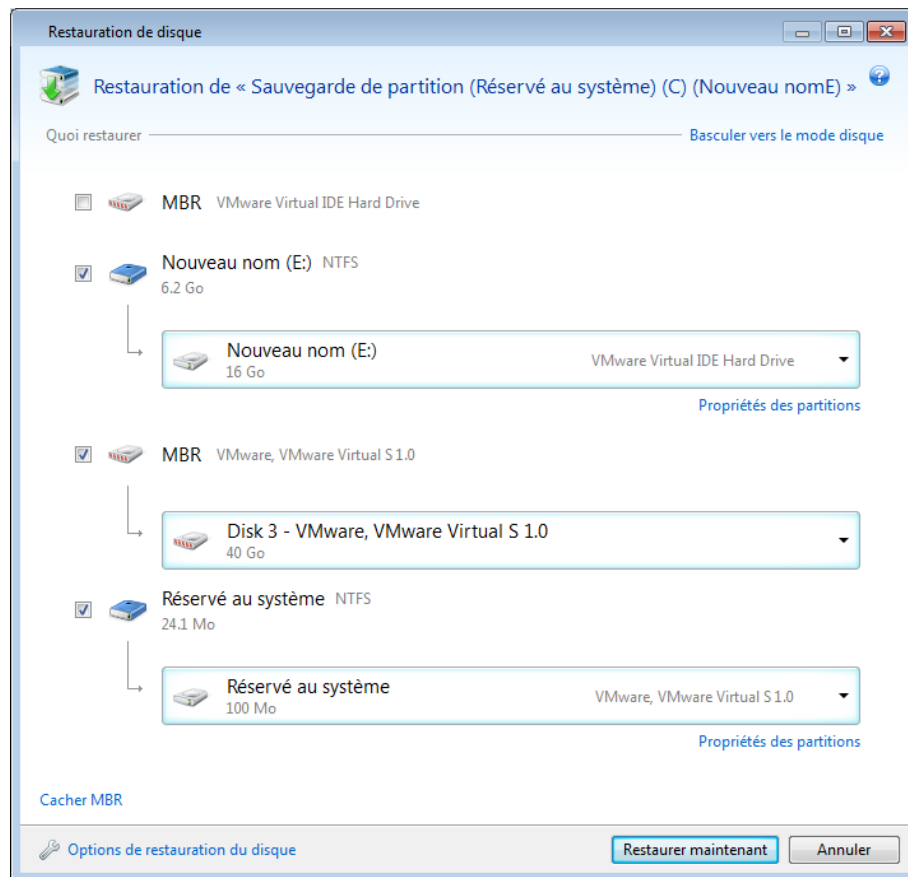 Restauration de disque
Restauration de « Sauvegarde de partition (Réservé au système) (C) (Nouveau nomE) »
Quoi restaurer
Basculer vers le mode disque
MBR VMware Virtual IDE Hard Drive
Nouveau nom (E:) NTFS
6.2 Go
Nouveau nom (E:)
16 Go
VMware Virtual IDE Hard Drive
Propriétés des partitions
MBR VMware, VMware Virtual S 1.0
Disk 3 - VMware, VMware Virtual S 1.0
40 Go
Réservé au système NTFS
24.1 Mo
Réservé au système
100 Mo
VMware, VMware Virtual S 1.0
Propriétés des partitions
Cacher MBR
Options de restauration du disque
Restaurer maintenant
Annuler